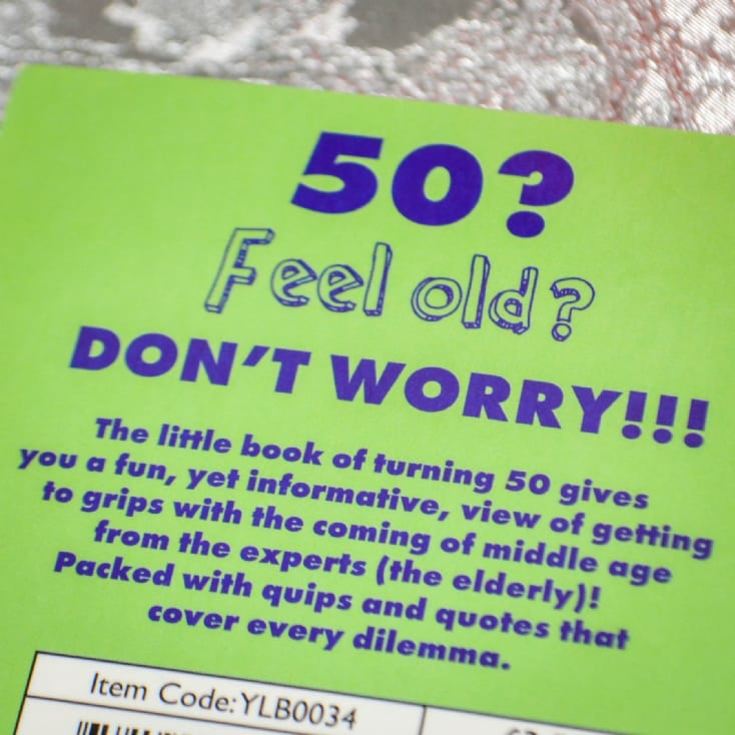 50?
Feel old?
DON'T WORRY!!!
The little book of turning 50 gives
you a fun, yet informative, view of getting
to grips with the coming of middle age
from the experts (the elderly)!
Packed with quips and quotes that
cover every dilemma.
Item Code:YLB0034